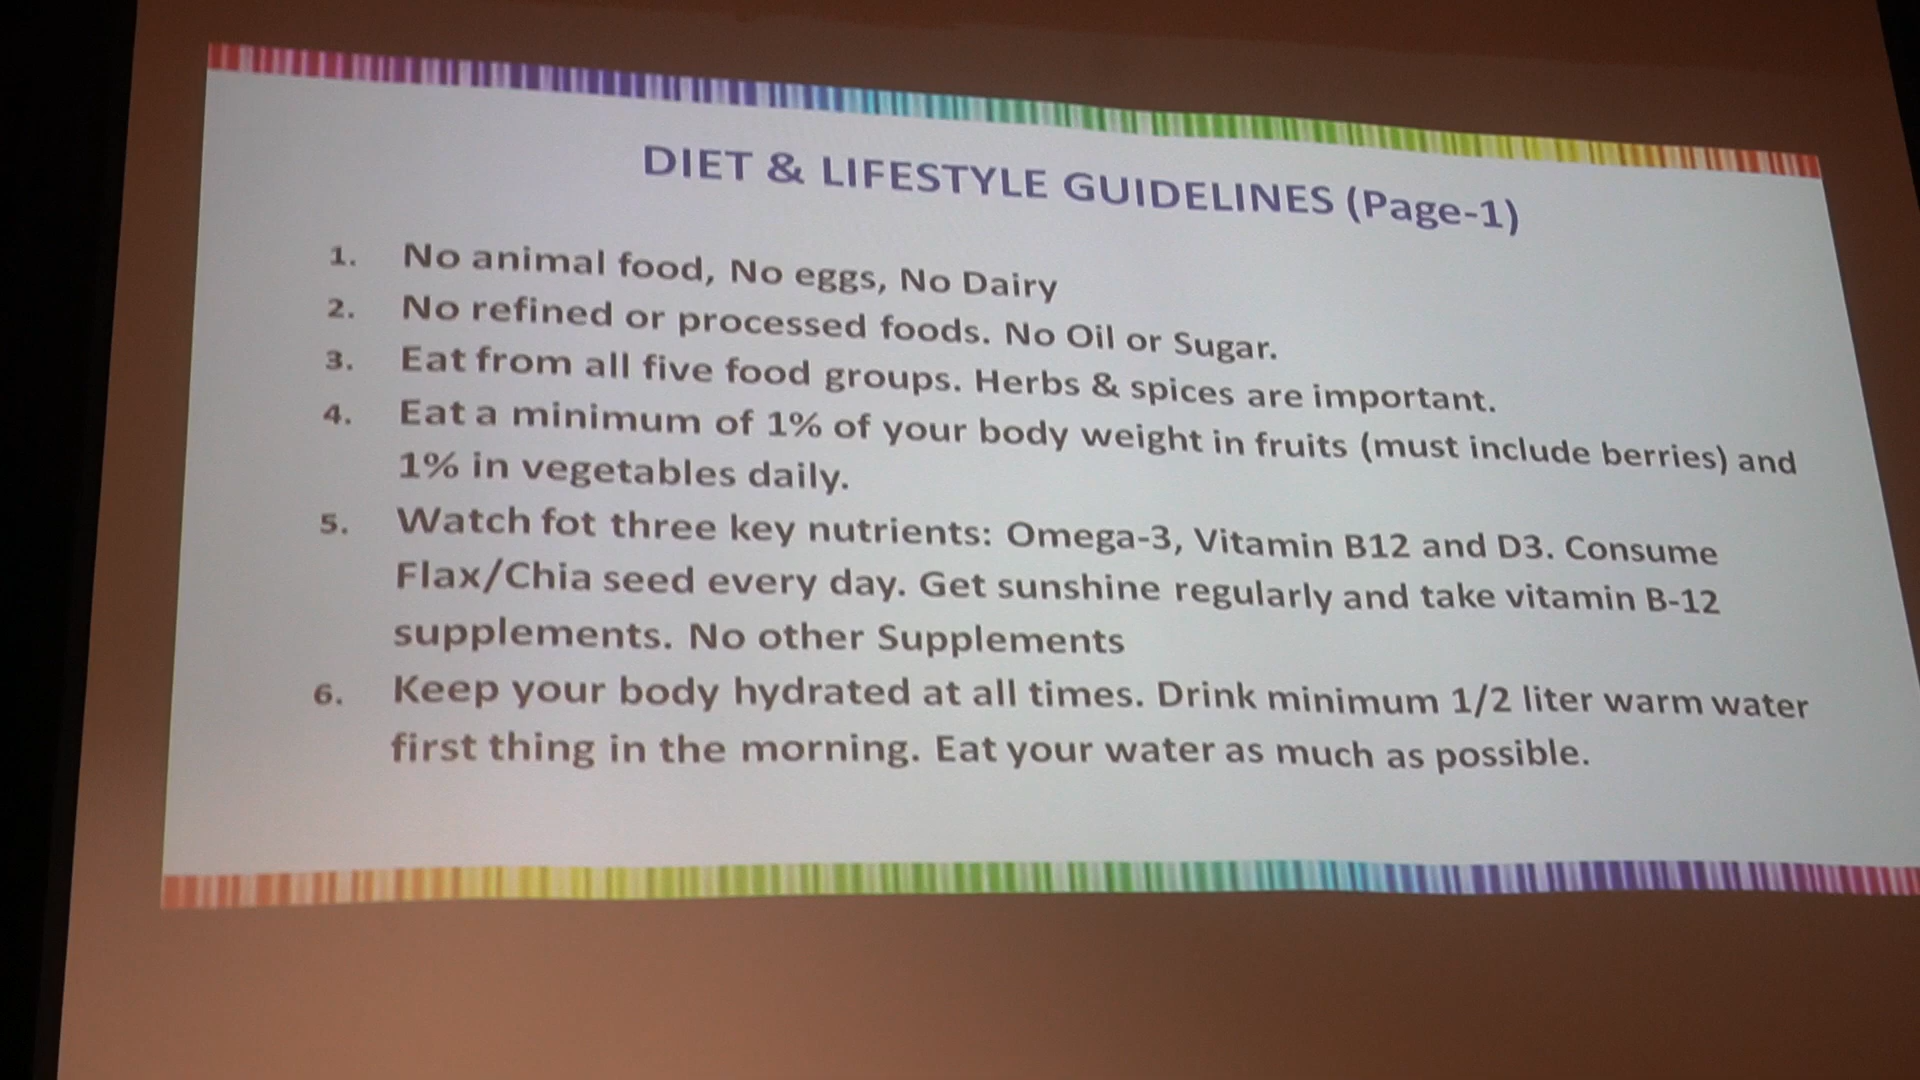 DIET & LIFESTYLE GUIDELINES (Page-1)
1. No animal food, No eggs, No Dairy
2. No refined or processed foods. No Oil or Sugar.
3. Eat from all five food groups. Herbs & spices are important.
4. Eat a minimum of 1% of your body weight in fruits (must include berries) and
1% in vegetables daily.
5. Watch fot three key nutrients: Omega-3, Vitamin B12 and D3. Consume
Flax/Chia seed every day. Get sunshine regularly and take vitamin B-12
supplements. No other Supplements
6. Keep your body hydrated at all times. Drink minimum 1/2 liter warm water
first thing in the morning. Eat your water as much as possible.